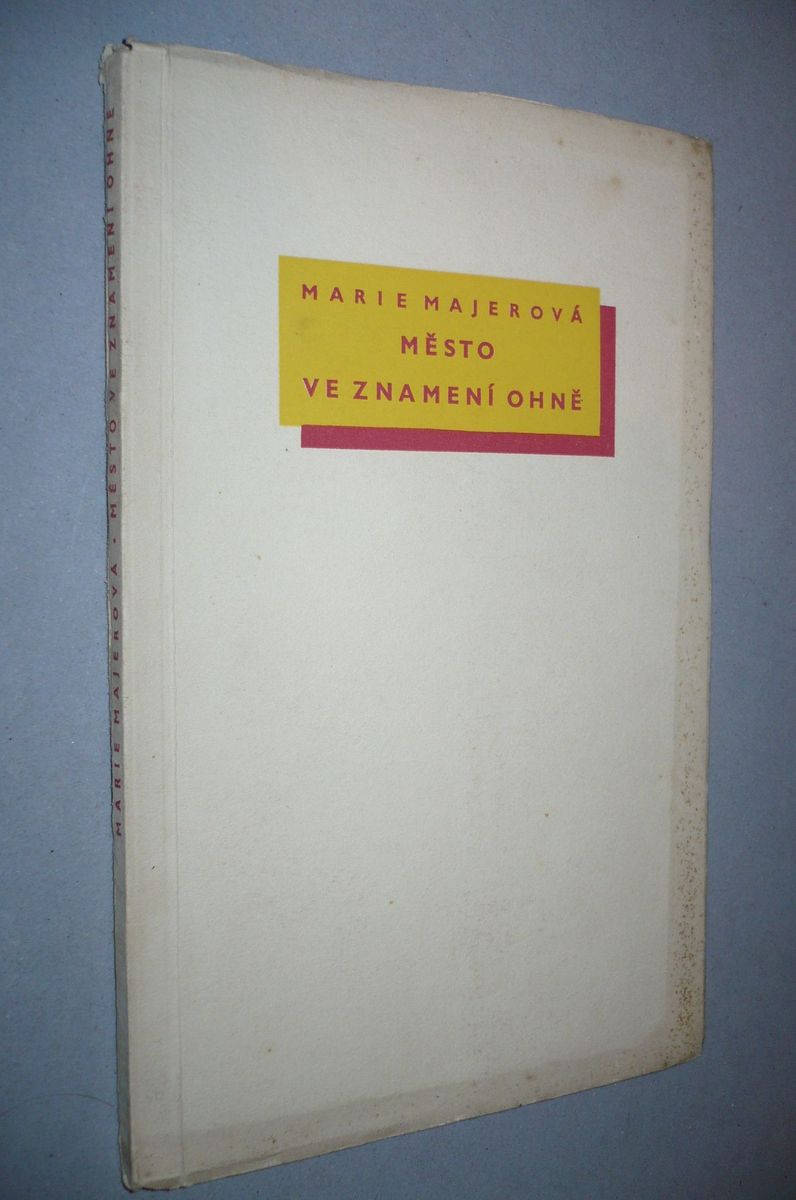 MARIE MAJEROVÁ
MĚSTO
VE ZNAMENÍ OHNĚ
MARIE MAJEROVÁ · MĚSTO VE ZNAMENÍ OHNĚ